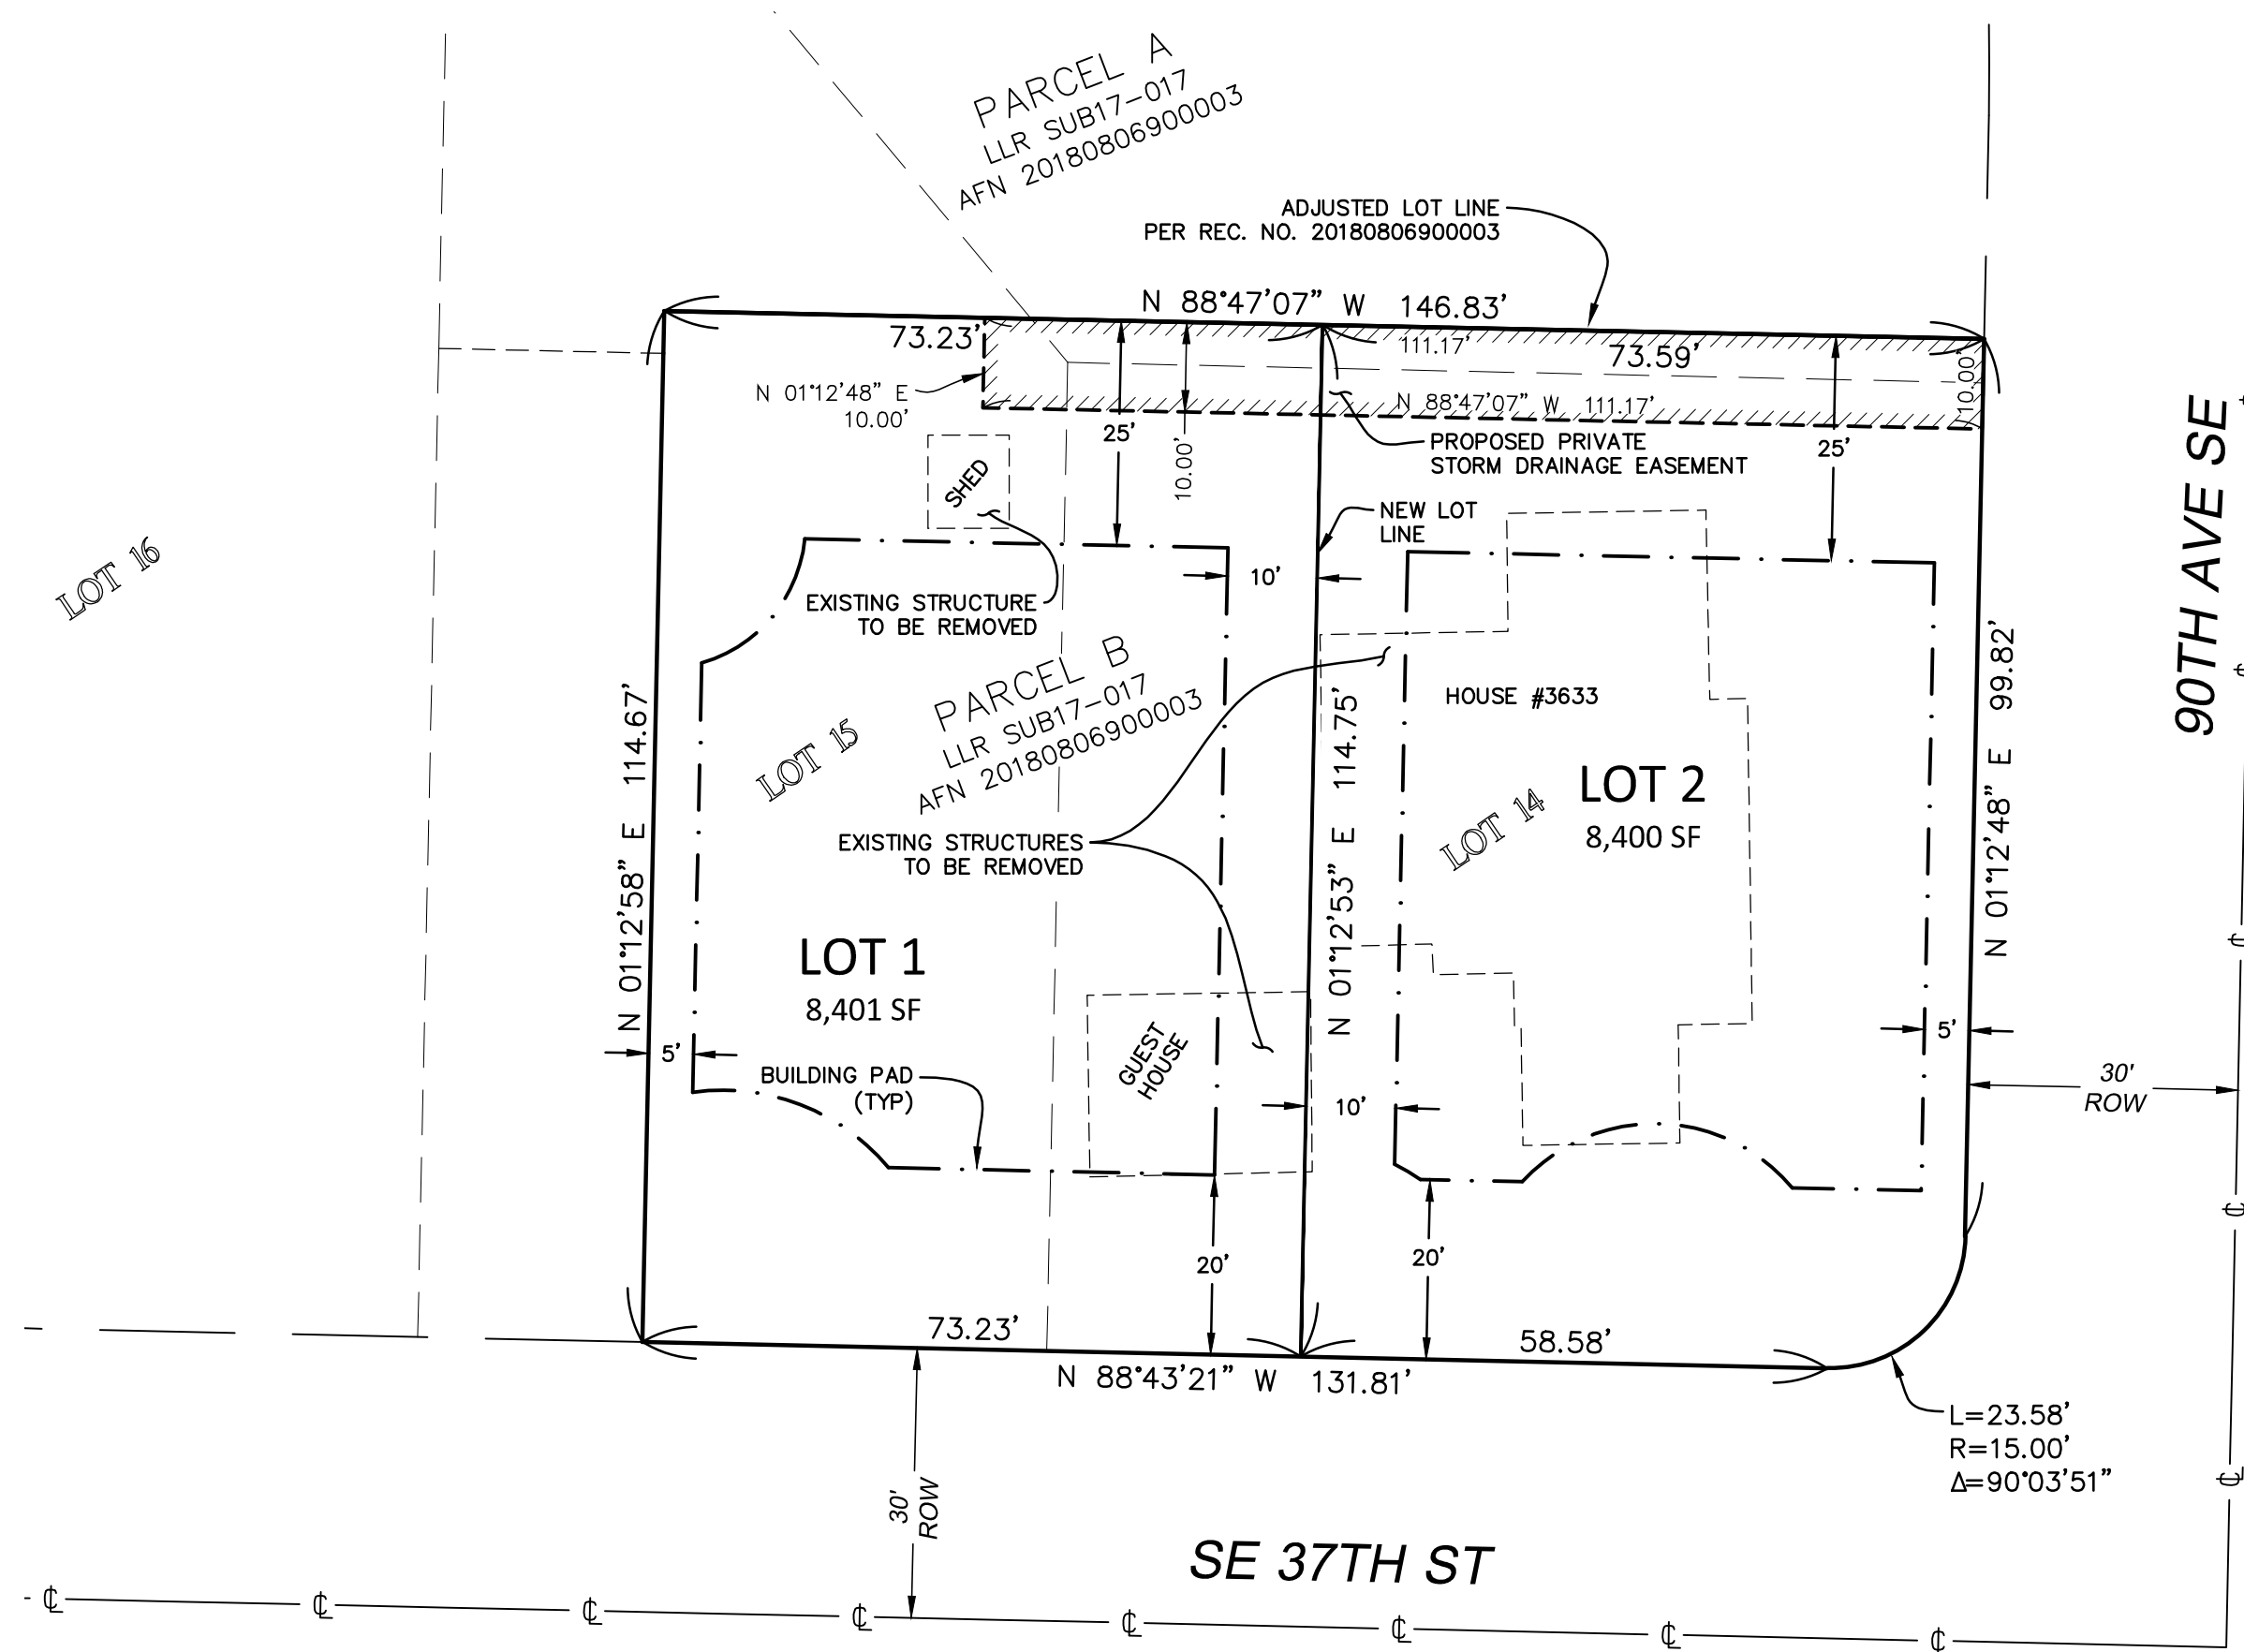 PARCEL A
LLR SUB17-017
AFN 20180806900003
ADJUSTED LOT LINE
PER REC. NO. 20180806900003
N 88°47'07" W 146.83'
73.23'
111.17'
73.59'
N 01°12'48" E
10.00'
N 88°47'07" W 111.17'
10.00'
25'
10.00'
PROPOSED PRIVATE
STORM DRAINAGE EASEMENT
25'
SHED
NEW LOT
LINE
LOT 16
10'
EXISTING STRUCTURE
TO BE REMOVED
PARCEL B
LLR SUB17-017
AFN 20180806900003
HOUSE #3633
90TH AVE SE
N 01°12'58" E 114.67'
LOT 15
N 01°12'53" E 114.75'
LOT 14
LOT 2
8,400 SF
N 01°12'48" E 99.82'
EXISTING STRUCTURES
TO BE REMOVED
LOT 1
8,401 SF
5'
GUEST
HOUSE
5'
BUILDING PAD
(TYP)
10'
30'
ROW
20'
20'
73.23'
58.58'
N 88°43'21" W 131.81'
L=23.58'
R=15.00'
Δ=90°03'51"
30'
ROW
SE 37TH ST